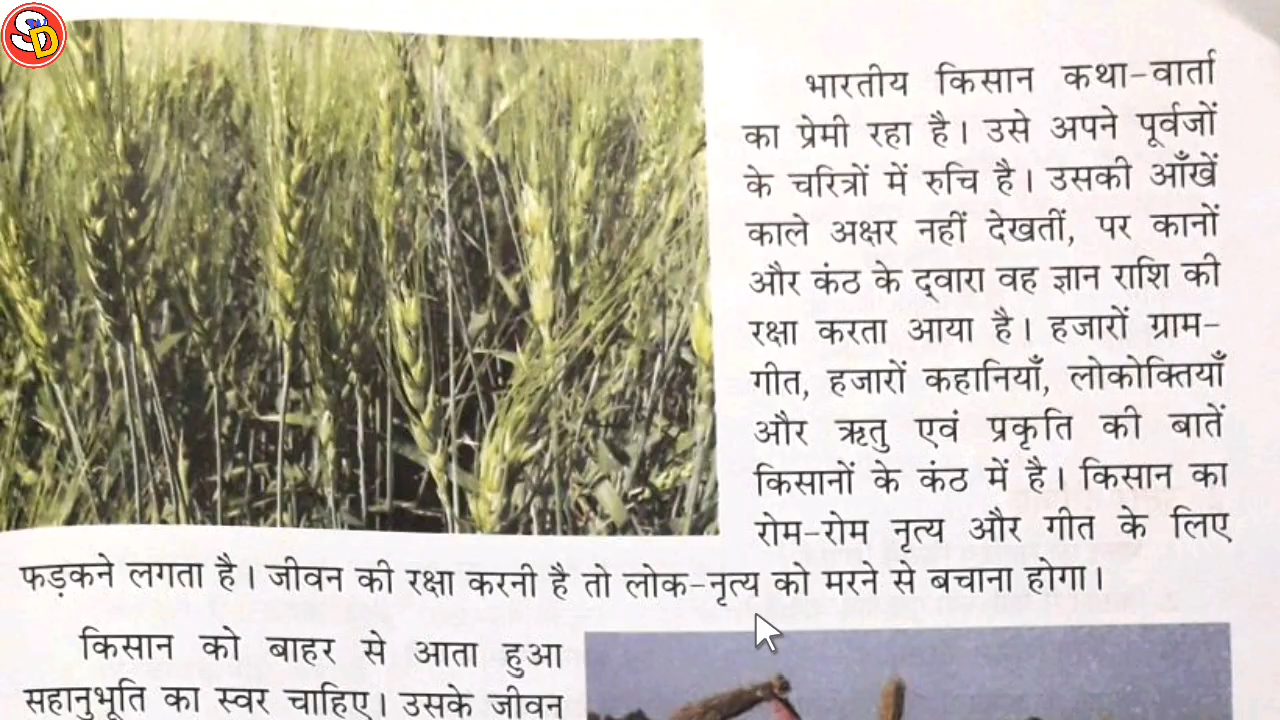 SD
भारतीय किसान कथा-वार्ता
का प्रेमी रहा है। उसे अपने पूर्वजों
के चरित्रों में रुचि है। उसकी आँखें
काले अक्षर नहीं देखतीं, पर कानों
और कंठ के द्‌वारा वह ज्ञान राशि की
रक्षा करता आया है। हजारों ग्राम-
गीत, हजारों कहानियाँ, लोकोक्तियाँ
और ऋतु एवं प्रकृति की बातें
किसानों के कंठ में है। किसान का
रोम-रोम नृत्य और गीत के लिए
फड़कने लगता है। जीवन की रक्षा करनी है तो लोक-नृत्य को मरने से बचाना होगा।
किसान को बाहर से आता हुआ
सहानुभूति का स्वर चाहिए। उसके जीवन